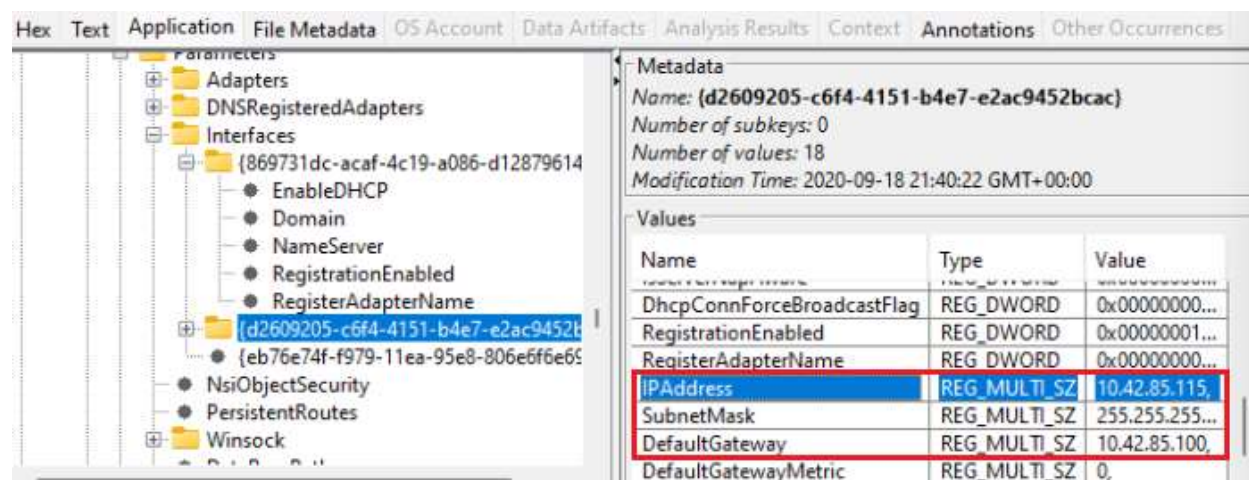 Hex Text Application File Metadata OS Account Data Artifacts Analysis Results Context Annotations Other Occurrences
Parameters
Adapters
DNSRegisteredAdapters
Interfaces
{869731dc-acaf-4c19-a086-d12879614
EnableDHCP
Domain
NameServer
RegistrationEnabled
RegisterAdapterName
{d2609205-c6f4-4151-b4e7-e2ac9452b
{eb76e74f-f979-11ea-95e8-806e6f6e69
NsiObjectSecurity
PersistentRoutes
Winsock
Metadata
Name: {d2609205-c6f4-4151-b4e7-e2ac9452bcac}
Number of subkeys: 0
Number of values: 18
Modification Time: 2020-09-18 21:40:22 GMT+00:00
Values
Name Type Value
DhcpConnForceBroadcastFlag REG_DWORD 0x00000000...
RegistrationEnabled REG_DWORD 0x00000001...
RegisterAdapterName REG_DWORD 0x00000000...
IPAddress REG_MULTI_SZ 10.42.85.115,
SubnetMask REG_MULTI_SZ 255.255.255...
DefaultGateway REG_MULTI_SZ 10.42.85.100,
DefaultGatewayMetric REG_MULTI_SZ 0,